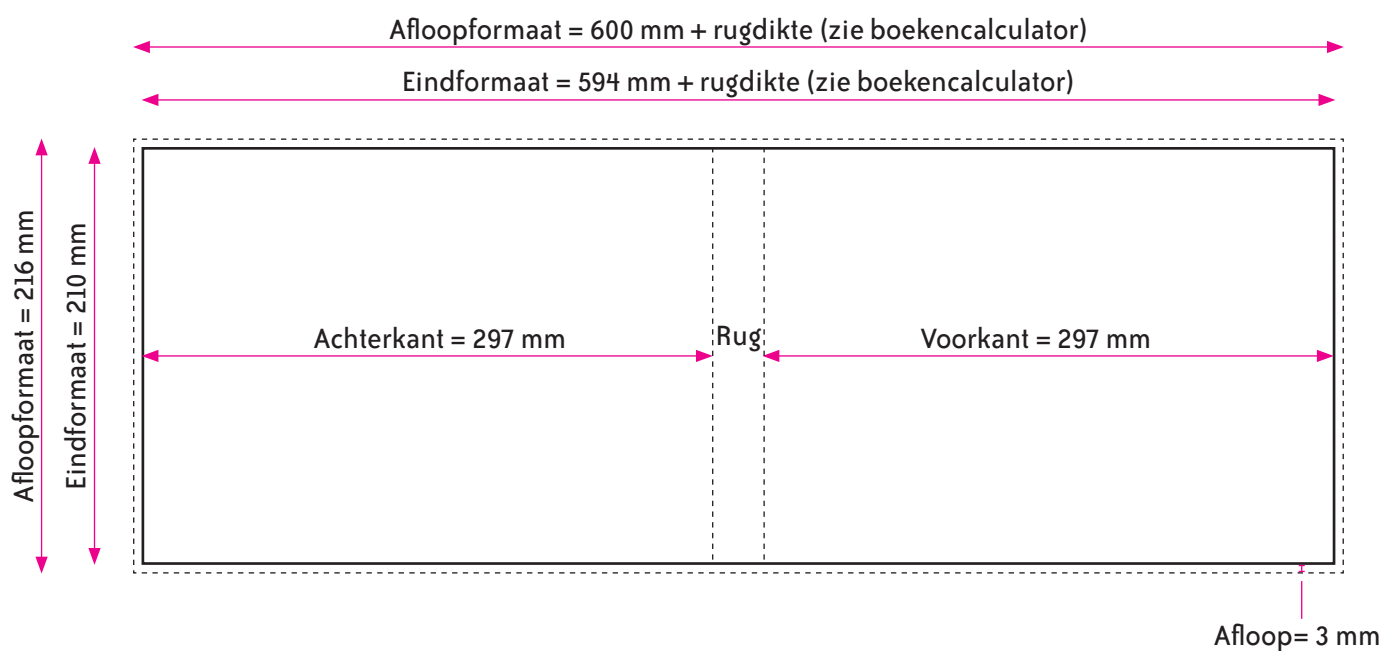 Afloopformaat = 600 mm + rugdikte (zie boekencalculator)
Eindformaat = 594 mm + rugdikte (zie boekencalculator)
Afloopformaat = 216 mm
Eindformaat = 210 mm
Achterkant = 297 mm
Rug
Voorkant = 297 mm
Afloop= 3 mm